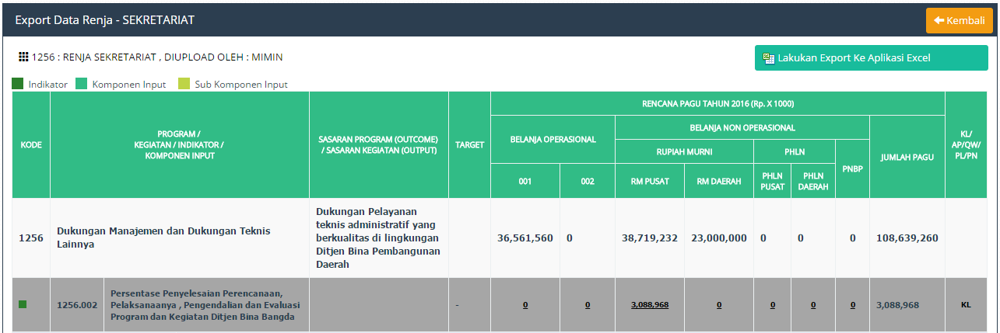 Export Data Renja - SEKRETARIAT
Kembali
1256 : RENJA SEKRETARIAT , DIUPLOAD OLEH : MIMIN
Lakukan Export Ke Aplikasi Excel
Indikator
Komponen Input
Sub Komponen Input
KODE
PROGRAM /
KEGIATAN / INDIKATOR /
KOMPONEN INPUT
SASARAN PROGRAM (OUTCOME)
/ SASARAN KEGIATAN (OUTPUT)
TARGET
RENCANA PAGU TAHUN 2016 (Rp. X 1000)
KL/
AP/QW/
PL/PN
BELANJA OPERASIONAL
BELANJA NON OPERASIONAL
JUMLAH PAGU
RUPIAH MURNI
PHLN
PNBP
001
002
RM PUSAT
RM DAERAH
PHLN
PUSAT
PHLN
DAERAH
1256
Dukungan Manajemen dan Dukungan Teknis
Lainnya
Dukungan Pelayanan
teknis administratif yang
berkualitas di lingkungan
Ditjen Bina Pembangunan
Daerah
36,561,560
0
38,719,232
23,000,000
0
0
0
108,639,260
1256.002
Persentase Penyelesaian Perencanaan,
Pelaksanaanya , Pengendalian dan Evaluasi
Program dan Kegiatan Ditjen Bina Bangda
-
0
0
3,088,968
0
0
0
0
3,088,968
KL